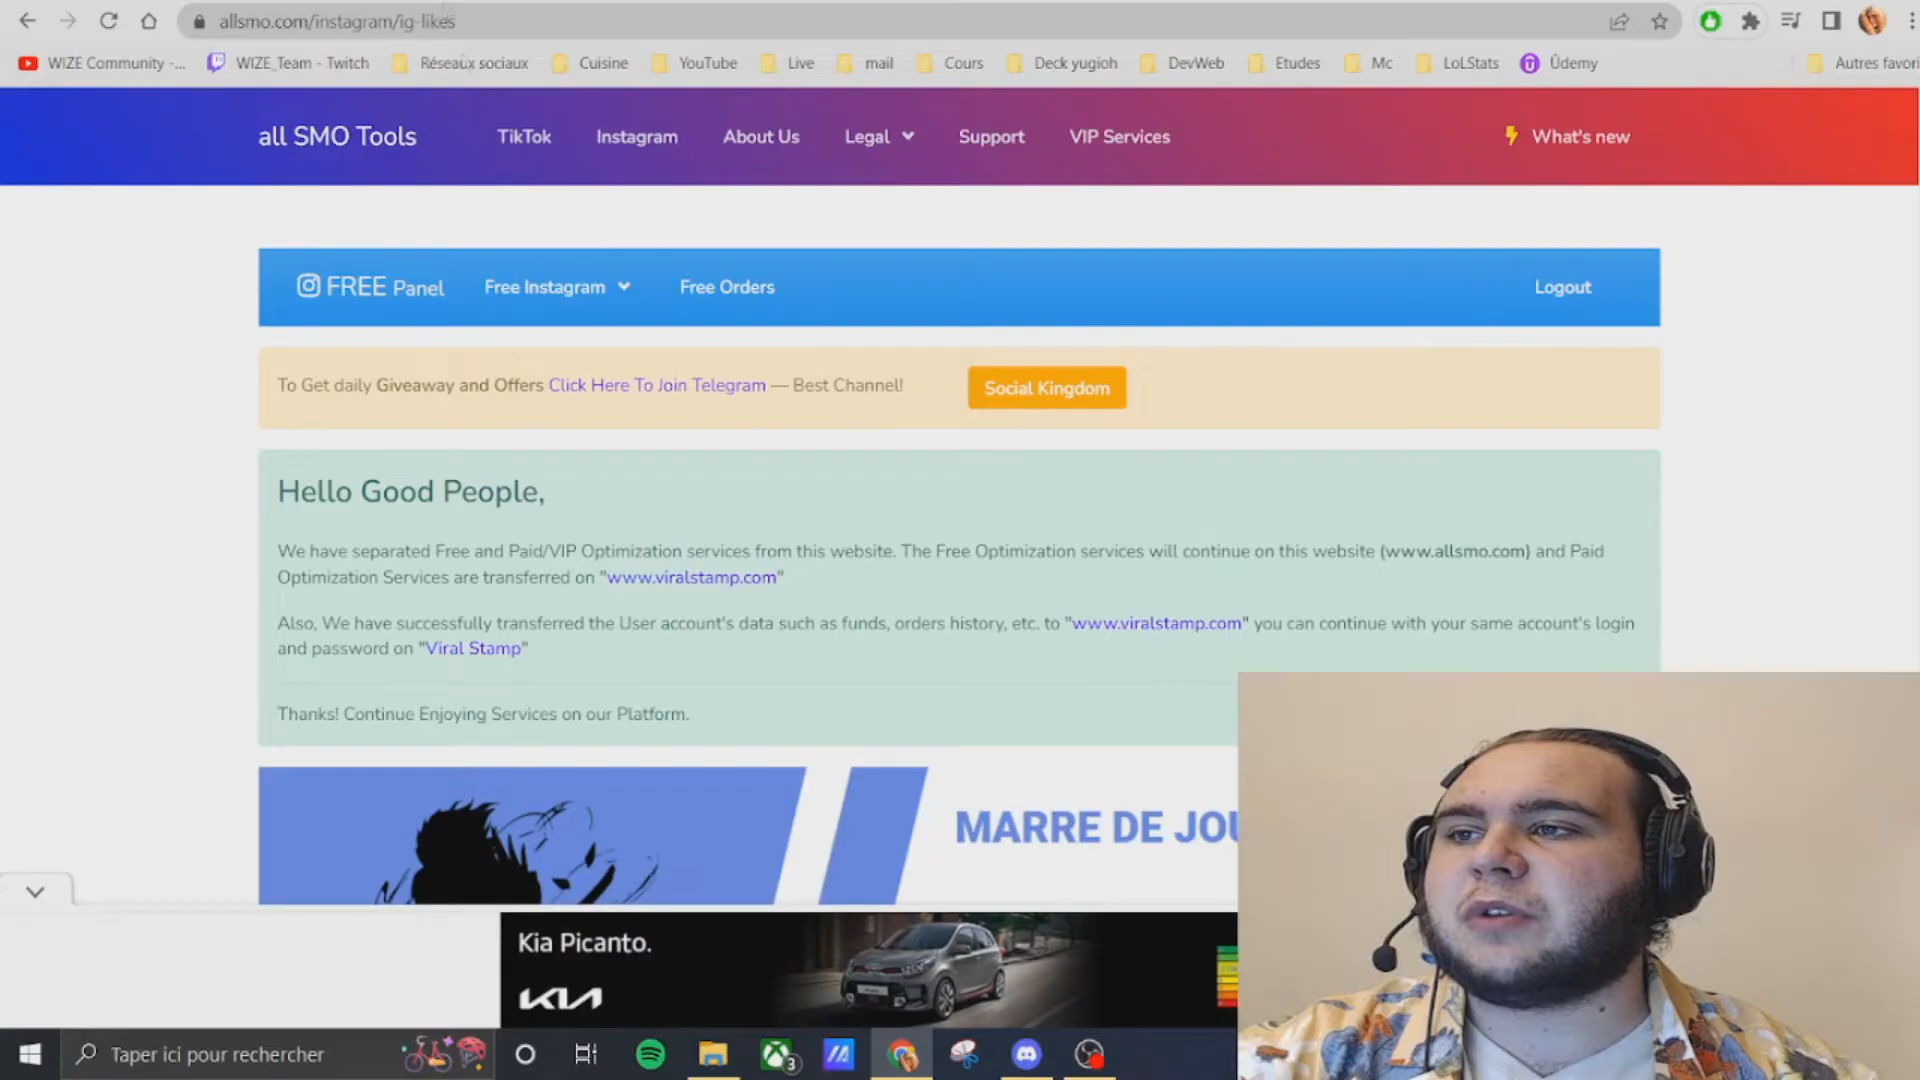 allsmo.com/instagram/ig-likes
WIZE Community -... WIZE_Team - Twitch Réseaux sociaux Cuisine YouTube Live mail Cours Deck yugioh DevWeb Etudes Mc LoLStats Udemy Autres favori
all SMO Tools TikTok Instagram About Us Legal Support VIP Services What's new
FREE Panel Free Instagram Free Orders Logout
To Get daily Giveaway and Offers Click Here To Join Telegram — Best Channel! Social Kingdom
Hello Good People,
We have separated Free and Paid/VIP Optimization services from this website. The Free Optimization services will continue on this website (www.allsmo.com) and Paid
Optimization Services are transferred on "www.viralstamp.com"
Also, We have successfully transferred the User account's data such as funds, orders history, etc. to "www.viralstamp.com" you can continue with your same account's login
and password on "Viral Stamp"
Thanks! Continue Enjoying Services on our Platform.
MARRE DE JOU
Kia Picanto.
KIA
Taper ici pour rechercher
3